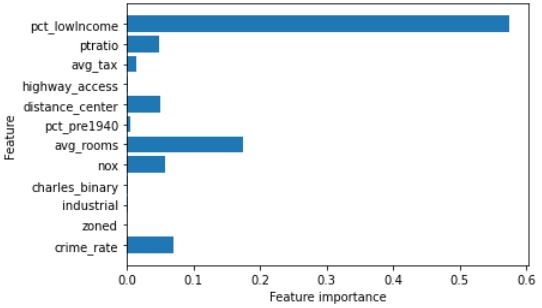 pct_lowIncome
ptratio
avg_tax
highway_access
distance_center
pct_pre1940
avg_rooms
nox
charles_binary
industrial
zoned
crime_rate
Feature
0.0 0.1 0.2 0.3 0.4 0.5 0.6
Feature importance